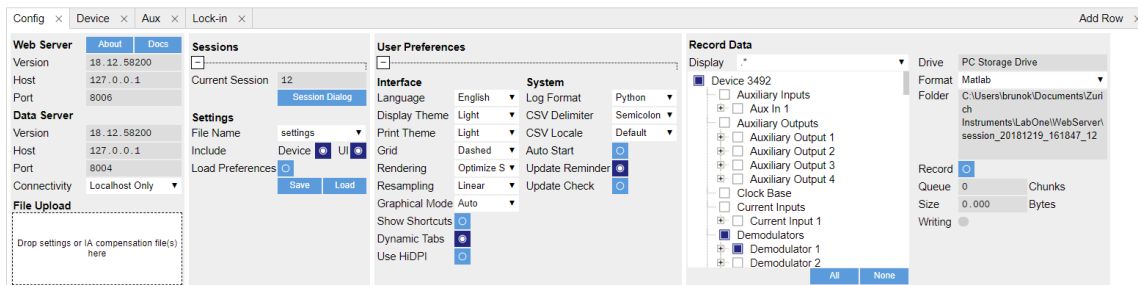 Config × Device × Aux × Lock-in × Add Row ×
Web Server About Docs
Version 18.12.58200
Host 127.0.0.1
Port 8006
Data Server
Version 18.12.58200
Host 127.0.0.1
Port 8004
Connectivity Localhost Only
File Upload
Drop settings or IA compensation file(s)
here
Sessions
Current Session 12
Session Dialog
Settings
File Name settings
Include Device UI
Load Preferences
Save Load
User Preferences
Interface
Language English
Display Theme Light
Print Theme Light
Grid Dashed
Rendering Optimize S
Resampling Linear
Graphical Mode Auto
Show Shortcuts
Dynamic Tabs
Use HiDPI
System
Log Format Python
CSV Delimiter Semicolon
CSV Locale Default
Auto Start
Update Reminder
Update Check
Record Data
Display .*
Device 3492
Auxiliary Inputs
Aux In 1
Auxiliary Outputs
Auxiliary Output 1
Auxiliary Output 2
Auxiliary Output 3
Auxiliary Output 4
Clock Base
Current Inputs
Current Input 1
Demodulators
Demodulator 1
Demodulator 2
All None
Drive PC Storage Drive
Format Matlab
Folder C:\Users\brunok\Documents\Zuri
ch
Instruments\LabOne\WebServer\
session_20181219_161847_12
Record
Queue 0 Chunks
Size 0.000 Bytes
Writing